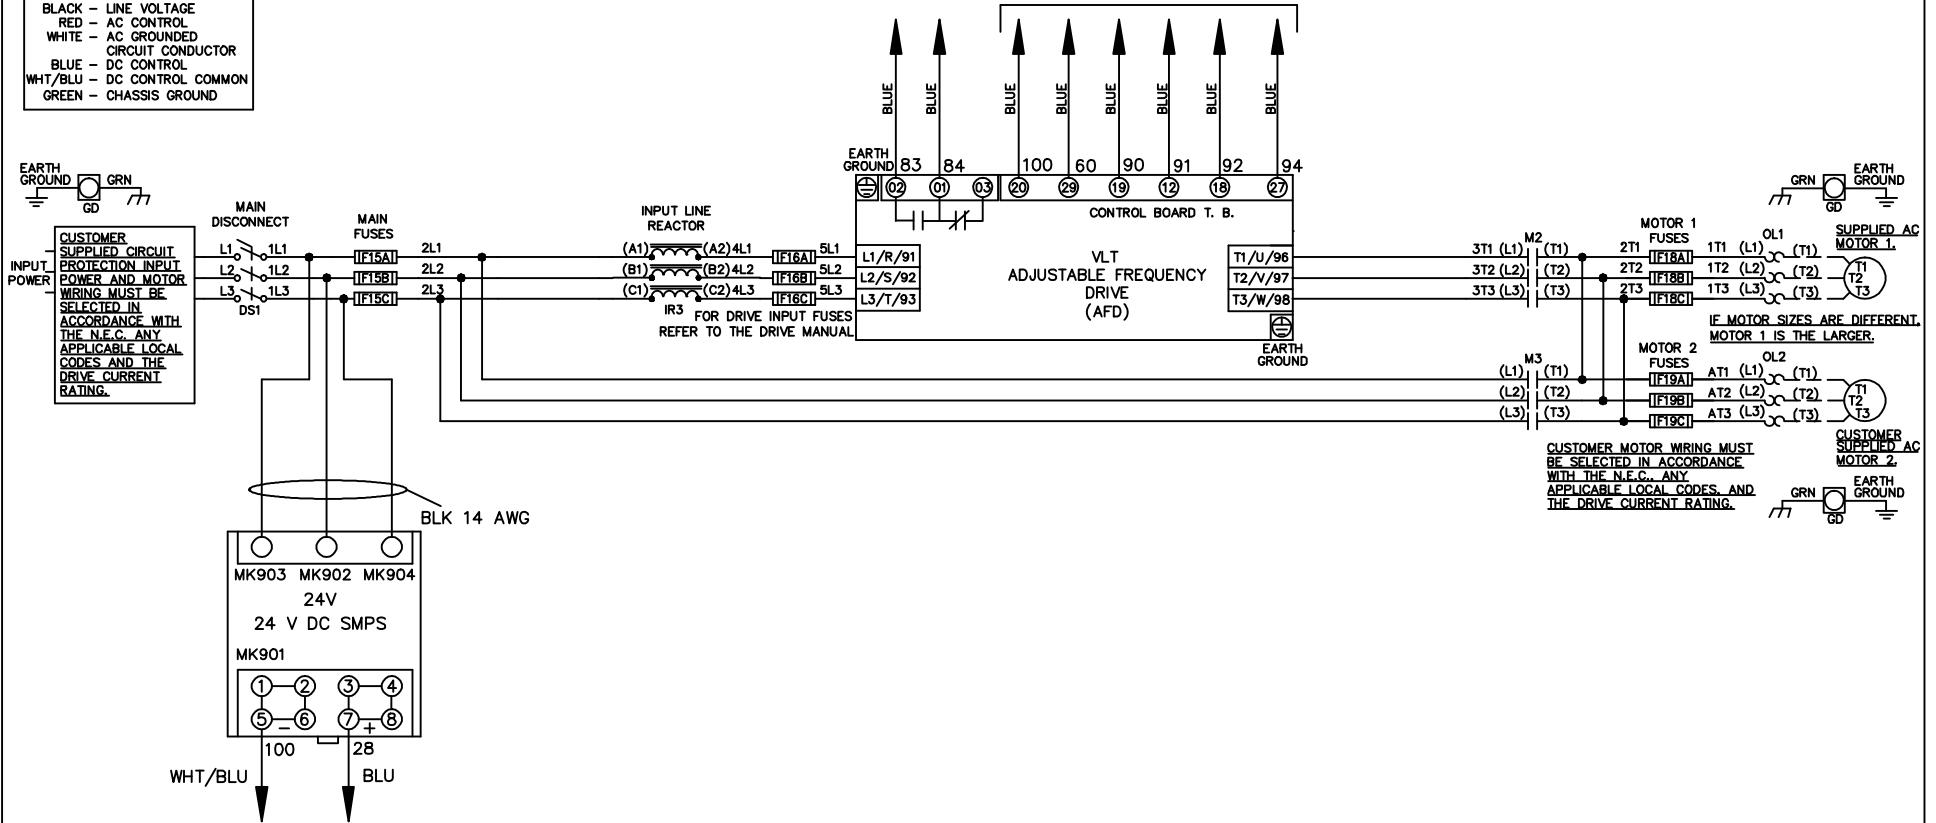 BLACK – LINE VOLTAGE
RED – AC CONTROL
WHITE – AC GROUNDED
CIRCUIT CONDUCTOR
BLUE – DC CONTROL
WHT/BLU – DC CONTROL COMMON
GREEN – CHASSIS GROUND
BLUE
BLUE
BLUE
BLUE
BLUE
BLUE
BLUE
BLUE
EARTH
GROUND
83
84
100
60
90
91
92
94
02
01
03
20
29
19
12
18
27
CONTROL BOARD T. B.
EARTH
GROUND
GRN
GD
INPUT
POWER
CUSTOMER
SUPPLIED CIRCUIT
PROTECTION INPUT
POWER AND MOTOR
WIRING MUST BE
SELECTED IN
ACCORDANCE WITH
THE N.E.C. ANY
APPLICABLE LOCAL
CODES AND THE
DRIVE CURRENT
RATING.
MAIN
DISCONNECT
L1
1L1
L2
1L2
L3
1L3
DS1
MAIN
FUSES
F15A
F15B
F15C
2L1
2L2
2L3
INPUT LINE
REACTOR
(A1)
(A2)
4L1
(B1)
(B2)
4L2
(C1)
(C2)
4L3
IR3
F16A
5L1
F16B
5L2
F16C
5L3
FOR DRIVE INPUT FUSES
REFER TO THE DRIVE MANUAL
L1/R/91
L2/S/92
L3/T/93
VLT
ADJUSTABLE FREQUENCY
DRIVE
(AFD)
T1/U/96
T2/V/97
T3/W/98
EARTH
GROUND
M2
3T1 (L1) (T1)
3T2 (L2) (T2)
3T3 (L3) (T3)
MOTOR 1
FUSES
2T1
F18A
1T1
(L1)
(T1)
2T2
F18B
1T2
(L2)
(T2)
2T3
F18C
1T3
(L3)
(T3)
OL1
GRN
GD
EARTH
GROUND
SUPPLIED AC
MOTOR 1.
T1
T2
T3
IF MOTOR SIZES ARE DIFFERENT,
MOTOR 1 IS THE LARGER.
M3
(L1) (T1)
(L2) (T2)
(L3) (T3)
MOTOR 2
FUSES
F19A
AT1
(L1)
(T1)
F19B
AT2
(L2)
(T2)
F19C
AT3
(L3)
(T3)
OL2
T1
T2
T3
CUSTOMER
SUPPLIED AC
MOTOR 2.
CUSTOMER MOTOR WIRING MUST
BE SELECTED IN ACCORDANCE
WITH THE N.E.C., ANY
APPLICABLE LOCAL CODES, AND
THE DRIVE CURRENT RATING.
GRN
GD
EARTH
GROUND
BLK 14 AWG
MK903
MK902
MK904
24V
24 V DC SMPS
MK901
1
2
3
4
5
6
7
8
–
+
100
28
WHT/BLU
BLU